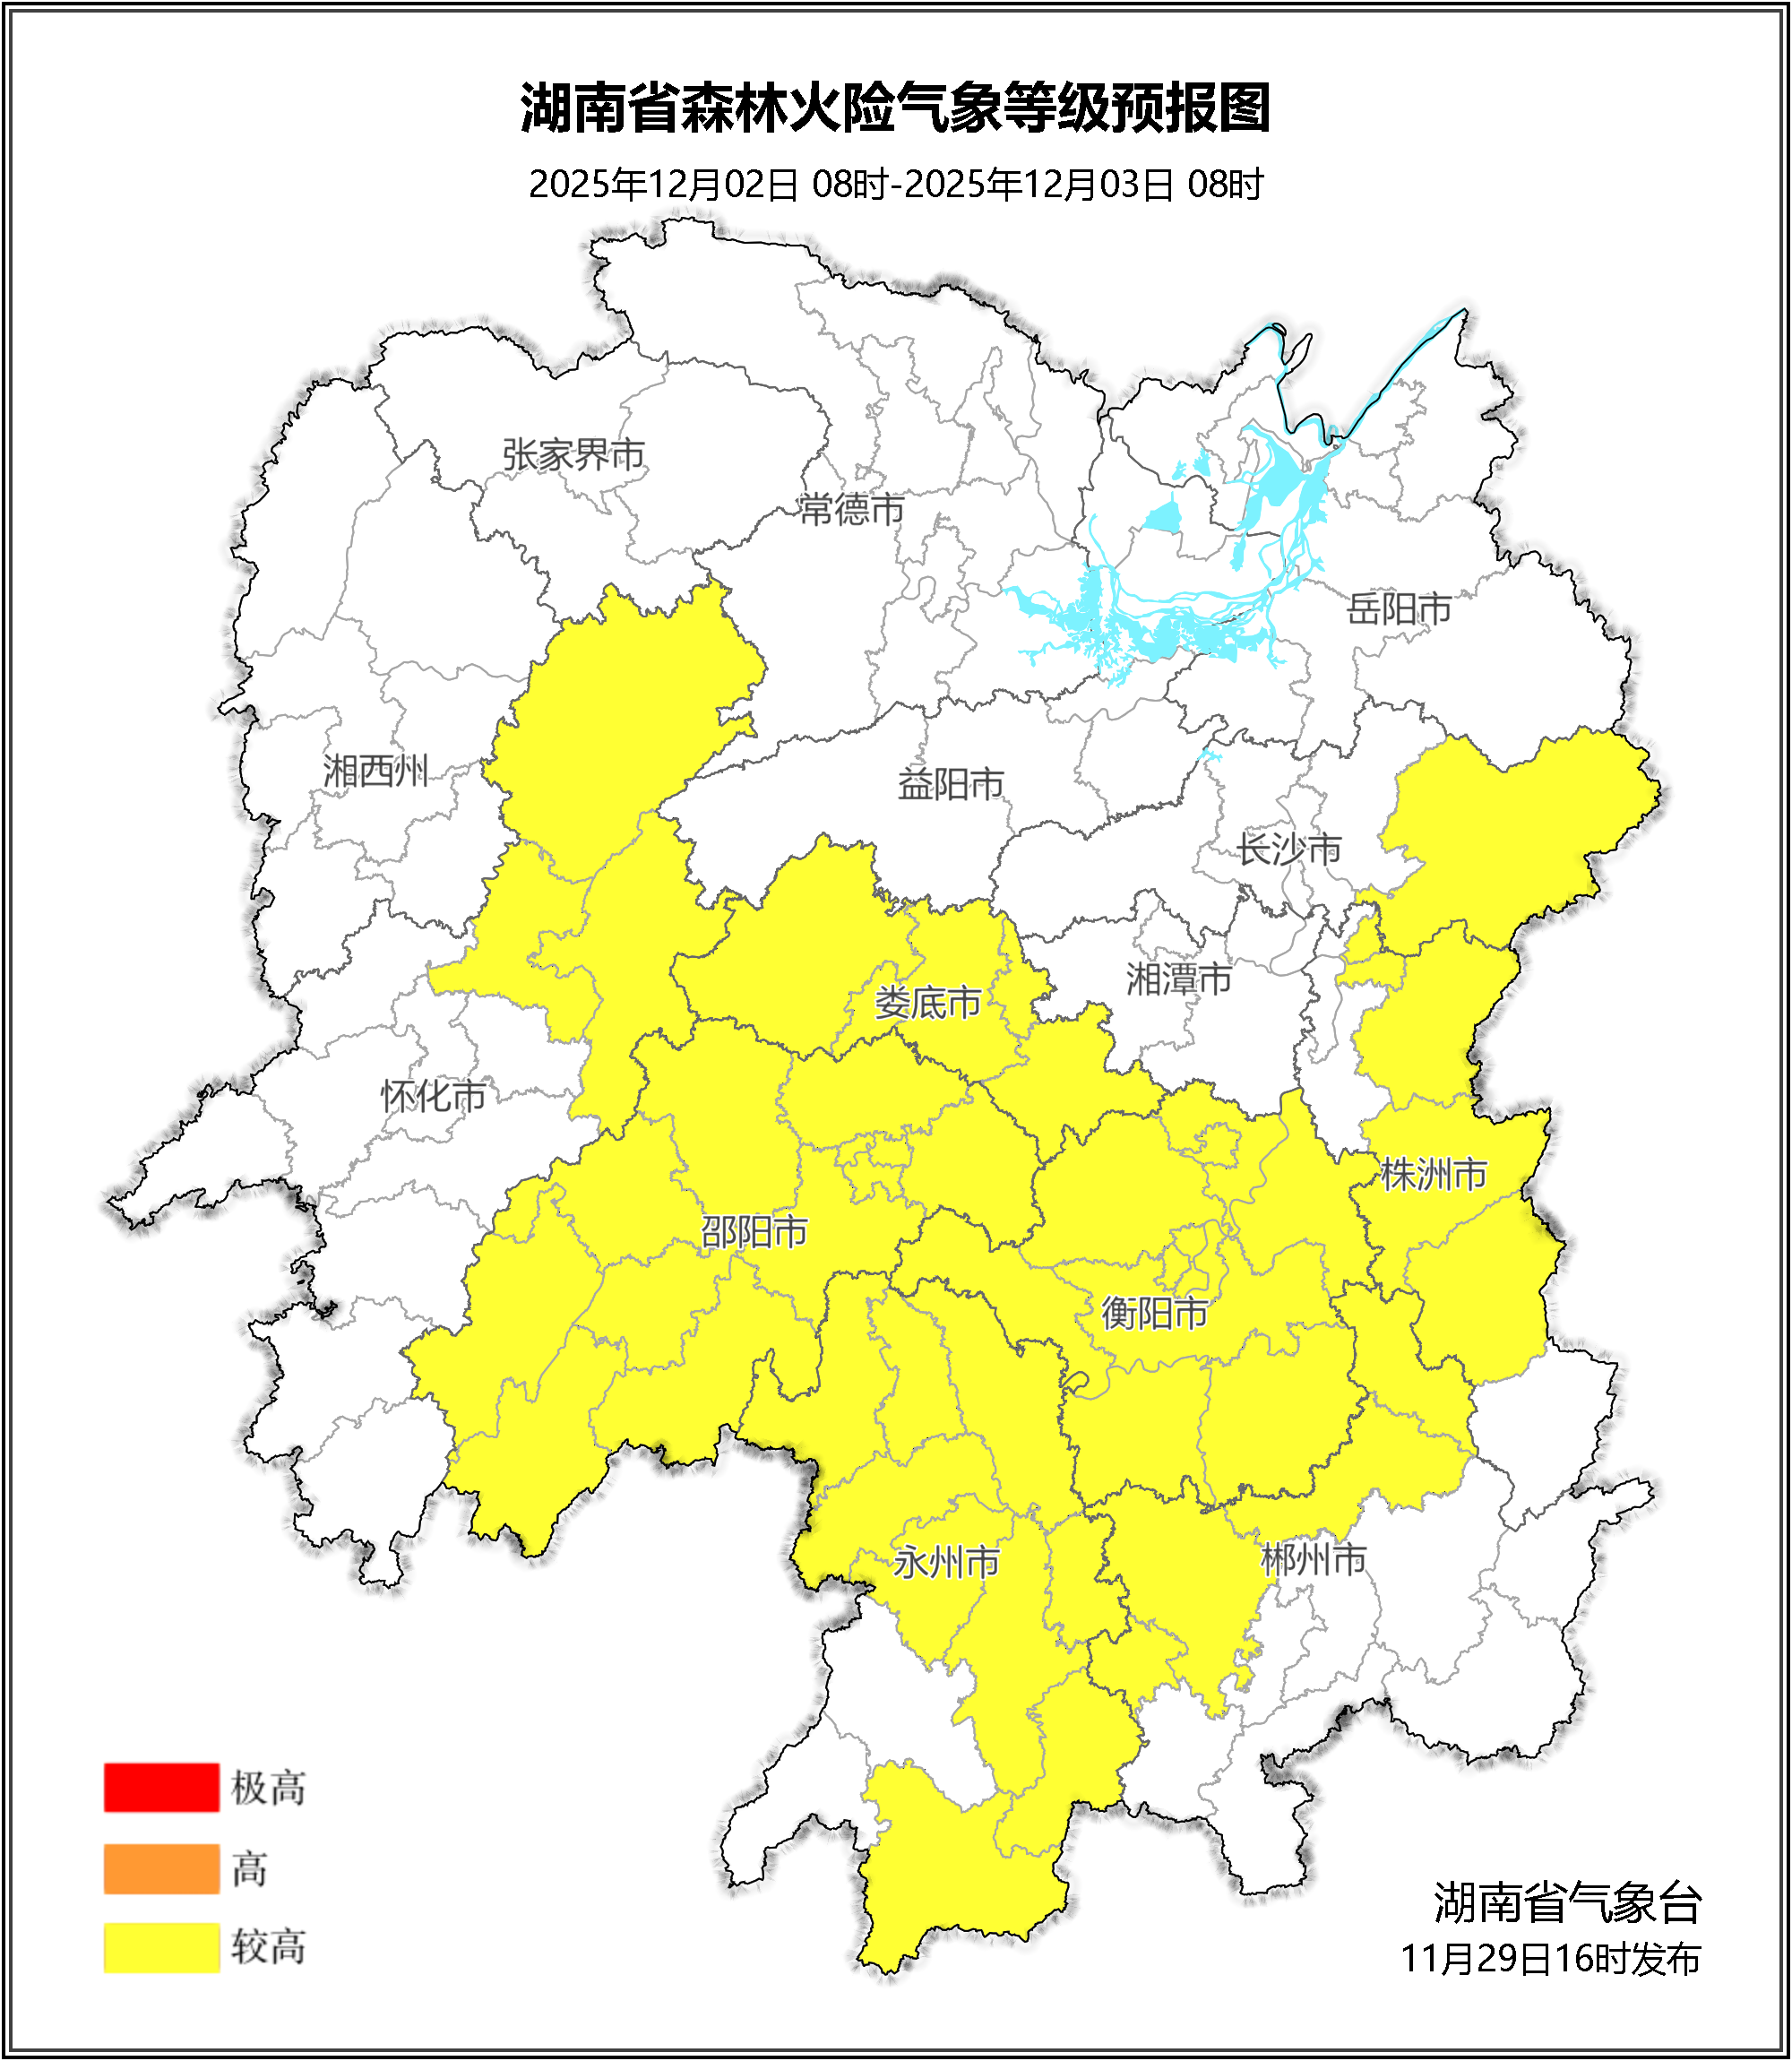 湖南省森林火险气象等级预报图
2025年12月02日 08时-2025年12月03日 08时
张家界市
常德市
岳阳市
湘西州
益阳市
长沙市
湘潭市
娄底市
怀化市
株洲市
邵阳市
衡阳市
永州市
郴州市
极高
高
较高
湖南省气象台
11月29日16时发布